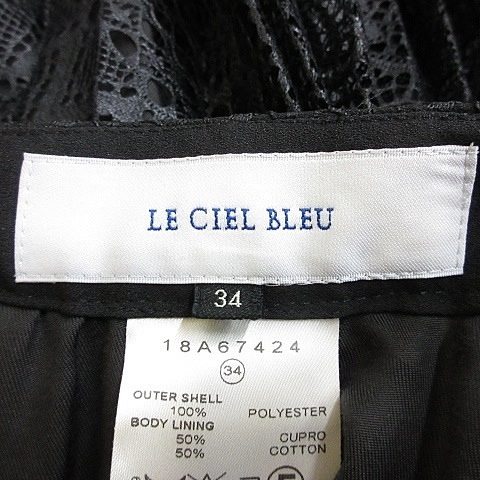 LE CIEL BLEU
34
18A67424
34
OUTER SHELL
100% POLYESTER
BODY LINING
50% CUPRO
50% COTTON